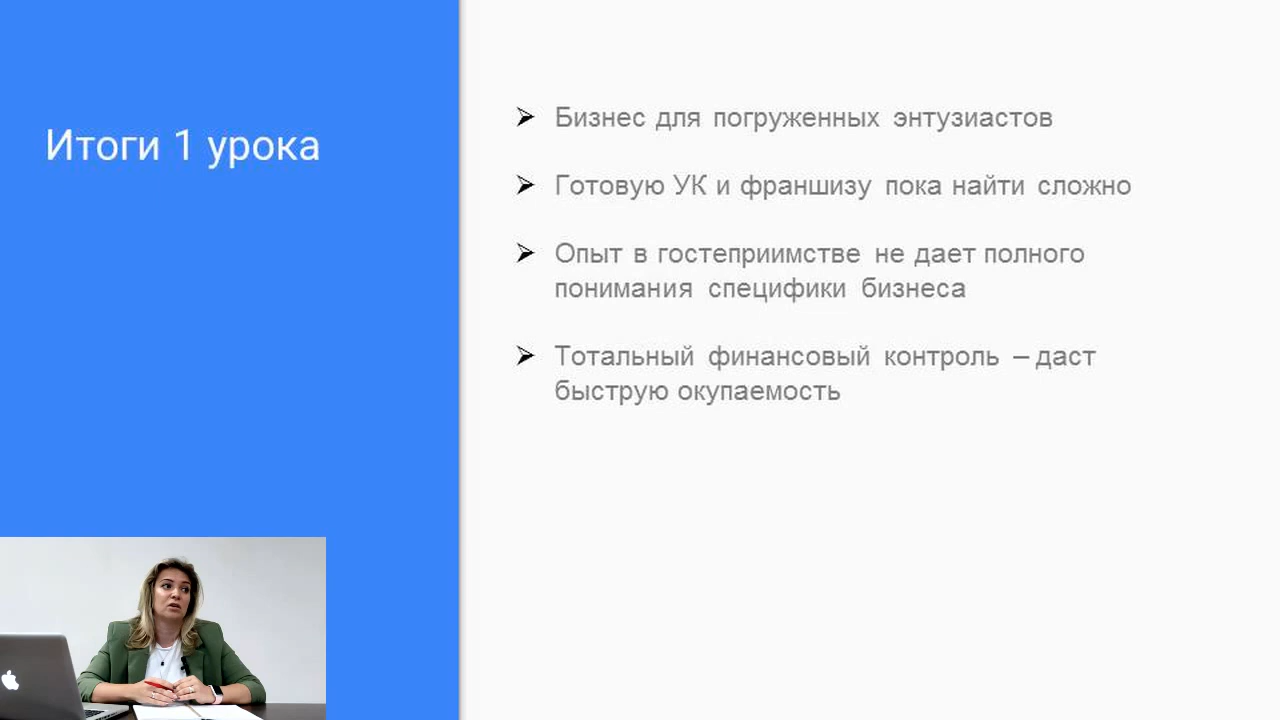 Итоги 1 урока
Бизнес для погруженных энтузиастов
Готовую УК и франшизу пока найти сложно
Опыт в гостеприимстве не дает полного
понимания специфики бизнеса
Тотальный финансовый контроль – даст
быструю окупаемость